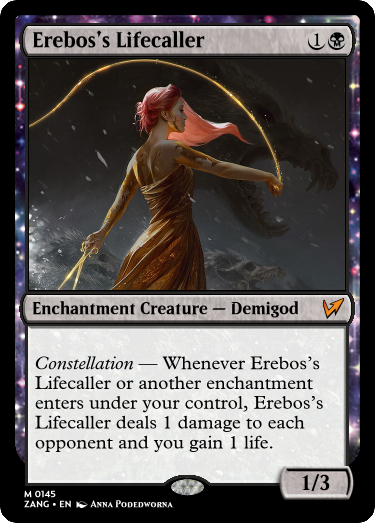 Erebos's Lifecaller 1
Enchantment Creature — Demigod
Constellation — Whenever Erebos's
Lifecaller or another enchantment
enters under your control, Erebos's
Lifecaller deals 1 damage to each
opponent and you gain 1 life.
1/3
M 0145
ZANG • EN Anna Podedworna